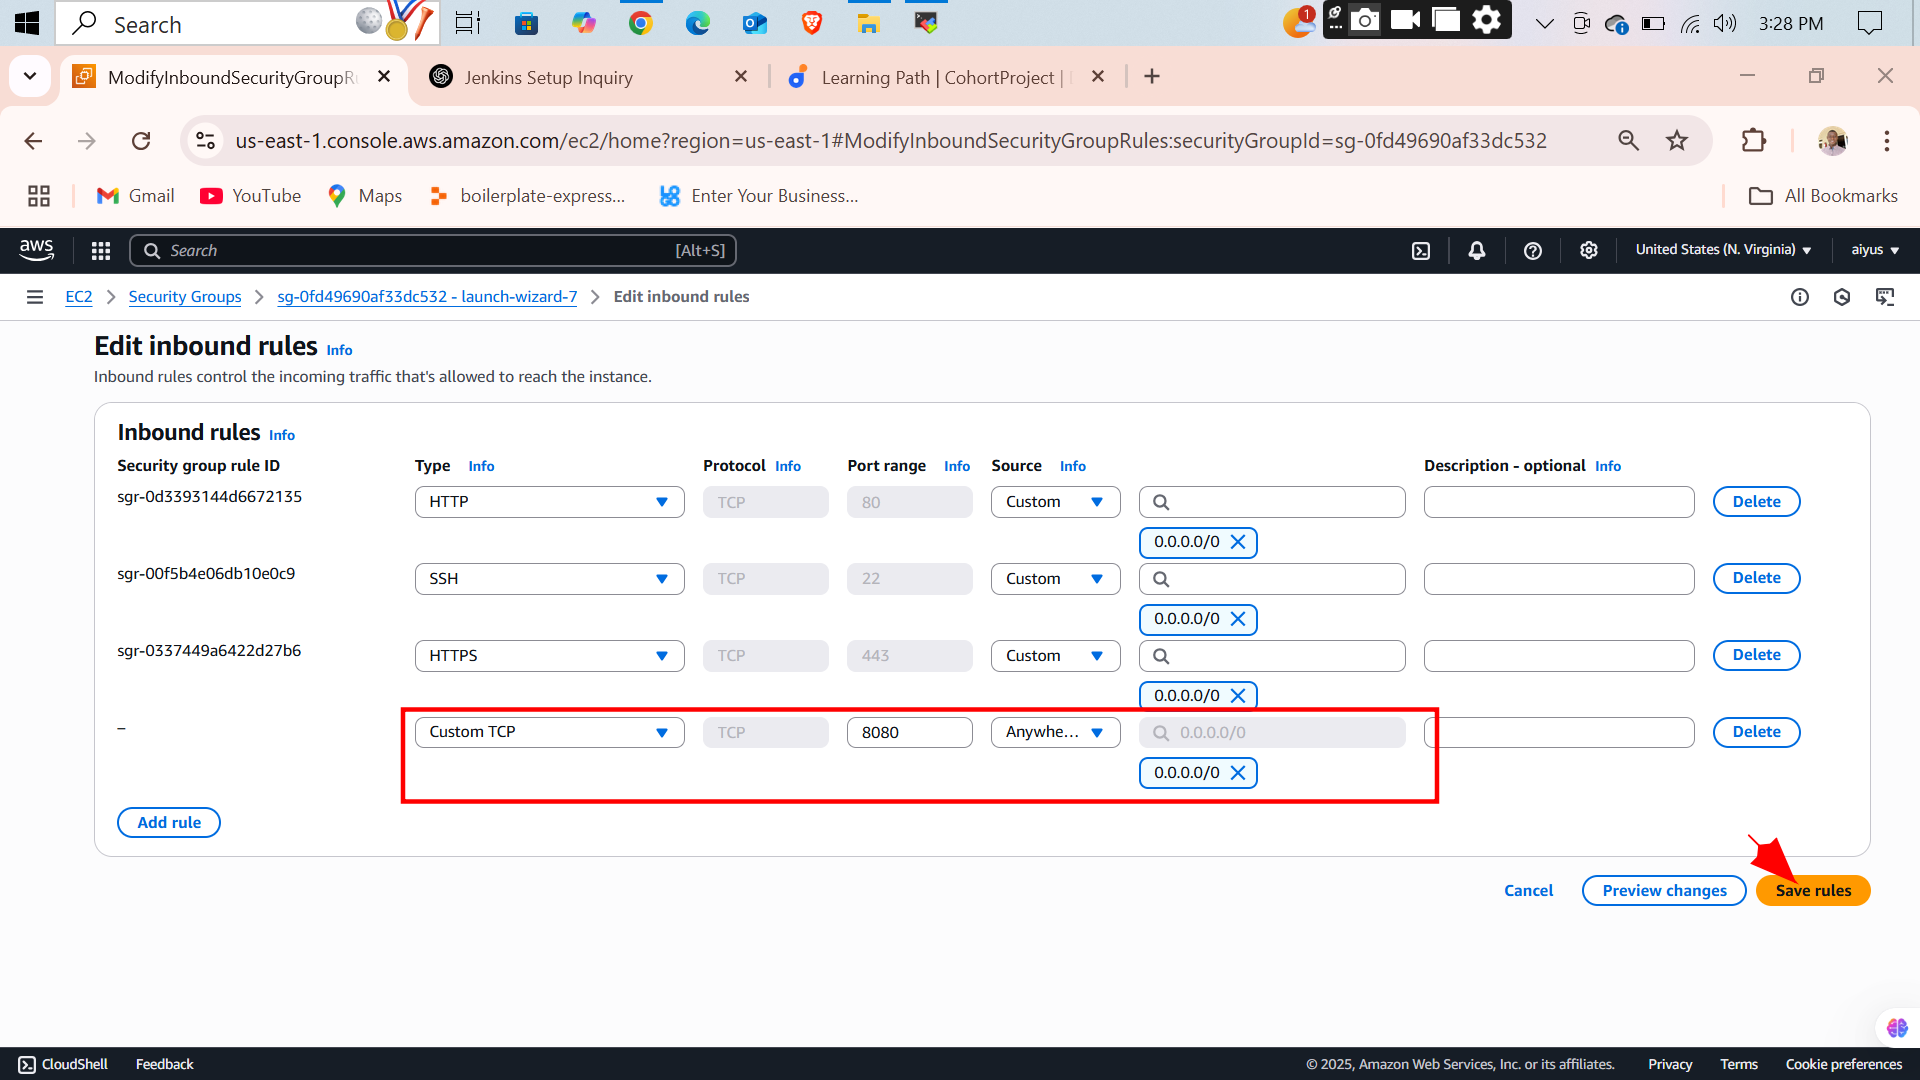 Search
1
3:28 PM
ModifyInboundSecurityGroupRu
Jenkins Setup Inquiry
Learning Path | CohortProject |
us-east-1.console.aws.amazon.com/ec2/home?region=us-east-1#ModifyInboundSecurityGroupRules:securityGroupId=sg-0fd49690af33dc532
Gmail
YouTube
Maps
boilerplate-express...
Enter Your Business...
All Bookmarks
aws
Search
[Alt+S]
United States (N. Virginia)
aiyus
EC2
Security Groups
sg-0fd49690af33dc532 - launch-wizard-7
Edit inbound rules
Edit inbound rules Info
Inbound rules control the incoming traffic that's allowed to reach the instance.
Inbound rules Info
Security group rule ID Type Info Protocol Info Port range Info Source Info Description - optional Info
sgr-0d3393144d6672135 HTTP TCP 80 Custom Delete
0.0.0.0/0
sgr-00f5b4e06db10e0c9 SSH TCP 22 Custom Delete
0.0.0.0/0
sgr-0337449a6422d27b6 HTTPS TCP 443 Custom Delete
0.0.0.0/0
– Custom TCP TCP 8080 Anywhe... 0.0.0.0/0 Delete
0.0.0.0/0
Add rule
Cancel Preview changes Save rules
CloudShell Feedback © 2025, Amazon Web Services, Inc. or its affiliates. Privacy Terms Cookie preferences